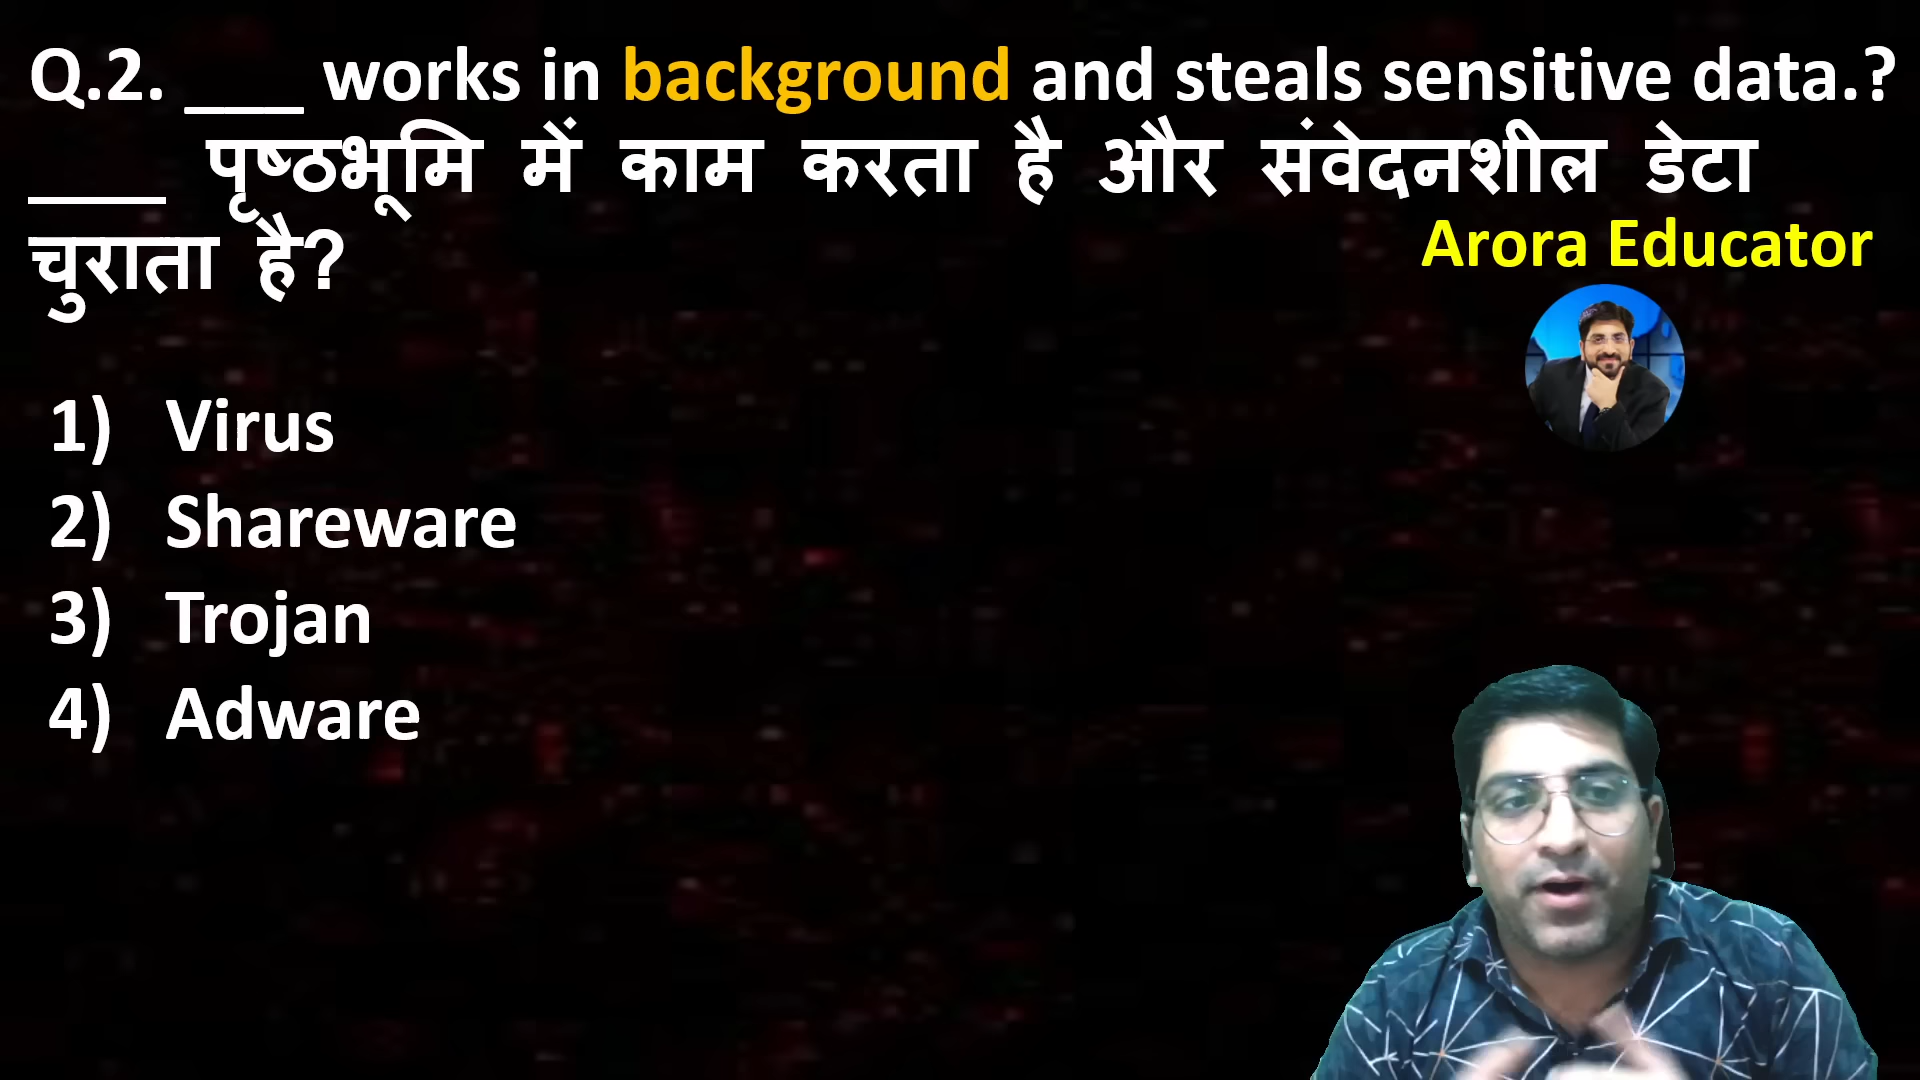 Q.2. ___ works in background and steals sensitive data.?
____ पृष्ठभूमि में काम करता है और संवेदनशील डेटा
चुराता है?
Arora Educator
1) Virus
2) Shareware
3) Trojan
4) Adware